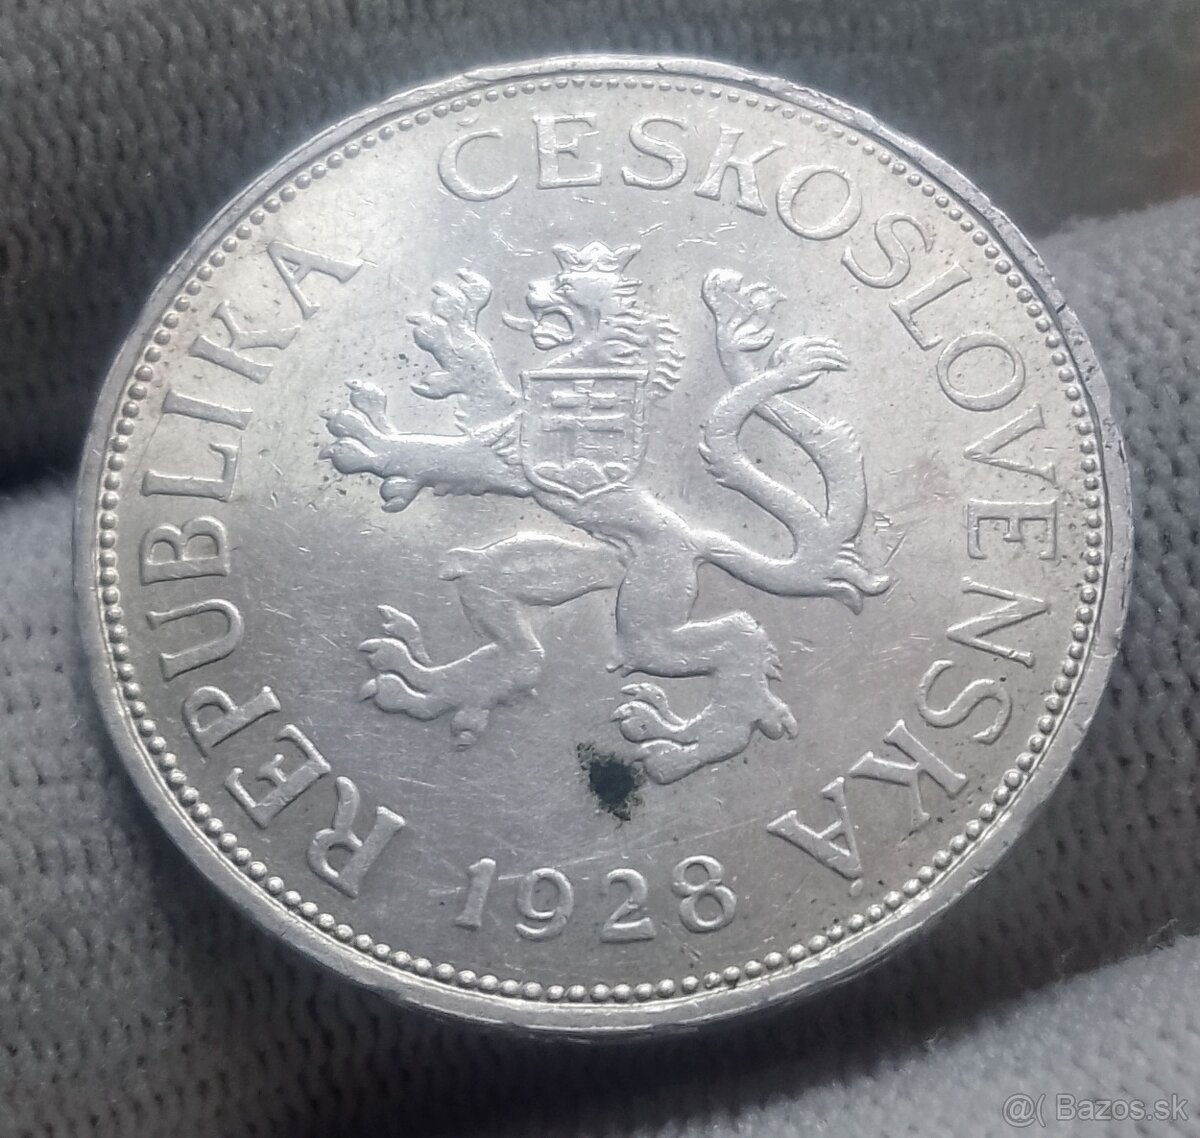 REPUBLIKA ČESKOSLOVENSKÁ
1928
@( Bazos.sk